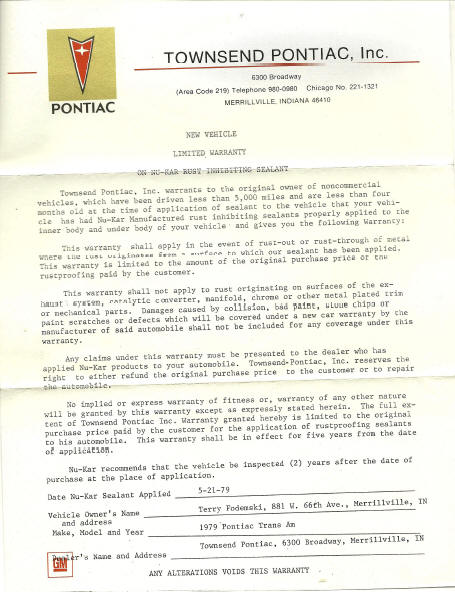 TOWNSEND PONTIAC, Inc.
PONTIAC
6300 Broadway
(Area Code 219) Telephone 980-0980 Chicago No. 221-1321
MERRILLVILLE, INDIANA 46410
NEW VEHICLE
LIMITED WARRANTY
ON NU-KAR RUST INHIBITING SEALANT
Townsend Pontiac, Inc. warrants to the original owner of noncommercial
vehicles, which have been driven less than 5,000 miles and are less than four
months old at the time of application of sealant to the vehicle that your vehi-
cle has had Nu-Kar Manufactured rust inhibiting sealants properly applied to the
inner body and under body of your vehicle and gives you the following Warranty:
This warranty shall apply in the event of rust-out or rust-through of metal
where the rust originates from a surface to which our sealant has been applied.
This warranty is limited to the amount of the original purchase price of the
rustproofing paid by the customer.
This warranty shall not apply to rust originating on surfaces of the ex-
haust system, catalytic converter, manifold, chrome or other metal plated trim
or mechanical parts. Damages caused by collision, bad paint, stone chips or
paint scratches or defects which will be covered under a new car warranty by the
manufacturer of said automobile shall not be included for any coverage under this
warranty.
Any claims under this warranty must be presented to the dealer who has
applied Nu-Kar products to your automobile. Townsend-Pontiac, Inc. reserves the
right to either refund the original purchase price to the customer or to repair
the automobile.
No implied or express warranty of fitness or, warranty of any other nature
will be granted by this warranty except as expressly stated herein. The full ex-
tent of Townsend Pontiac Inc. Warranty granted hereby is limited to the original
purchase price paid by the customer for the application of rustproofing sealants
to his automobile. This warranty shall be in effect for five years from the date
of application.
Nu-Kar recommends that the vehicle be inspected (2) years after the date of
purchase at the place of application.
Date Nu-Kar Sealant Applied 5-21-79
Vehicle Owner's Name Terry Fodemski, 881 W. 66th Ave., Merrillville, IN
and address
Make, Model and Year 1979 Pontiac Trans Am
Dealer's Name and Address Townsend Pontiac, 6300 Broadway, Merrillville, IN
GM
ANY ALTERATIONS VOIDS THIS WARRANTY